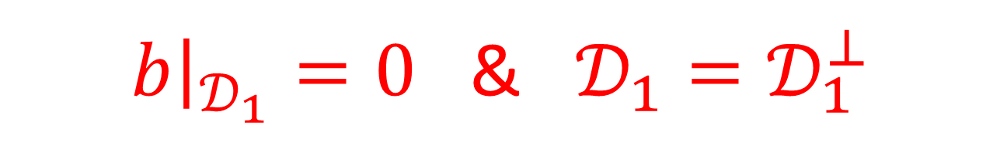 𝑏|𝒟₁ = 0 & 𝒟₁ = 𝒟₁⊥